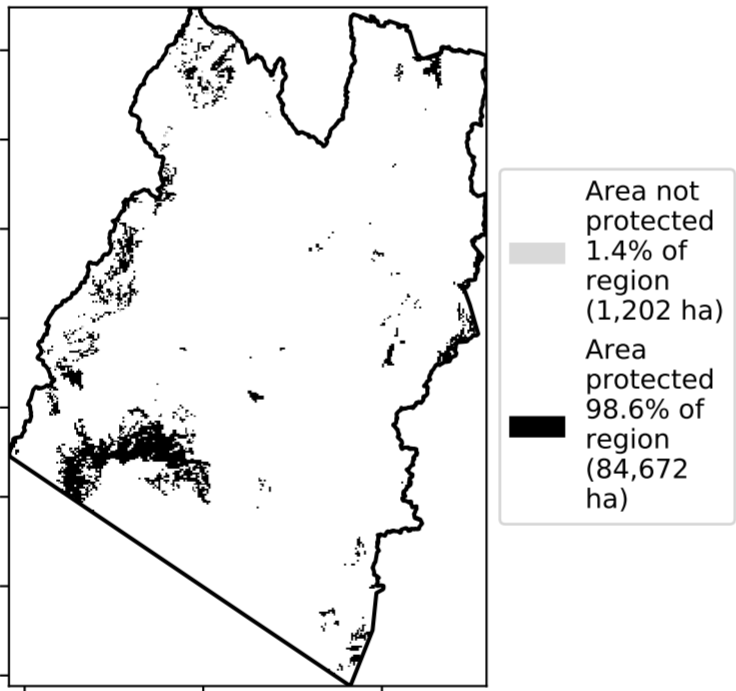 Area not
protected
1.4% of
region
(1,202 ha)
Area
protected
98.6% of
region
(84,672
ha)